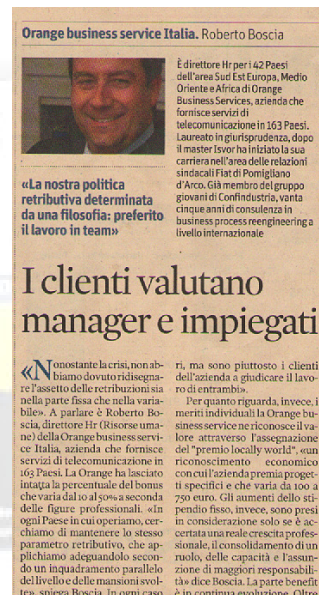 Orange business service Italia. Roberto Boscia
È direttore Hr per i 42 Paesi
dell'area Sud Est Europa, Medio
Oriente e Africa di Orange
Business Services, azienda che
fornisce servizi di
telecomunicazione in 163 Paesi.
Laureato in giurisprudenza, dopo
il master Isvor ha iniziato la sua
carriera nell'area delle relazioni
sindacali Fiat di Pomigliano
d'Arco. Già membro del gruppo
giovani di Confindustria, vanta
cinque anni di consulenza in
business process reengineering a
livello internazionale
«La nostra politica
retributiva determinata
da una filosofia: preferito
il lavoro in team»
I clienti valutano
manager e impiegati
«Nonostante la crisi, non ab-
biamo dovuto ridisegna-
re l'assetto delle retribuzioni sia
nella parte fissa che nella varia-
bile». A parlare è Roberto Bo-
scia, direttore Hr (Risorse uma-
ne) della Orange business servi-
ce Italia, azienda che fornisce
servizi di telecomunicazione in
163 Paesi. La Orange ha lasciato
intatta la percentuale del bonus
che varia dal 10 al 50% a seconda
delle figure professionali. «In
ogni Paese in cui operiamo, cer-
chiamo di mantenere lo stesso
parametro retributivo, che ap-
plichiamo adeguandolo secon-
do un inquadramento parallelo
del livello e delle mansioni svol-
te», spiega Boscia. In ogni caso
ri, ma sono piuttosto i clienti
dell'azienda a giudicare il lavo-
ro di entrambi».
Per quanto riguarda, invece, i
meriti individuali la Orange bu-
siness service ne riconosce il va-
lore attraverso l'assegnazione
del "premio locally world", «un
riconoscimento economico
con cui l'azienda premia proget-
ti specifici e che varia da 100 a
750 euro. Gli aumenti dello sti-
pendio fisso, invece, sono presi
in considerazione solo se è ac-
certata una reale crescita profes-
sionale, il consolidamento di un
ruolo, delle capacità e l'assun-
zione di maggiori responsabili-
tà» dice Boscia. La parte benefit
è in continua evoluzione. Oltre